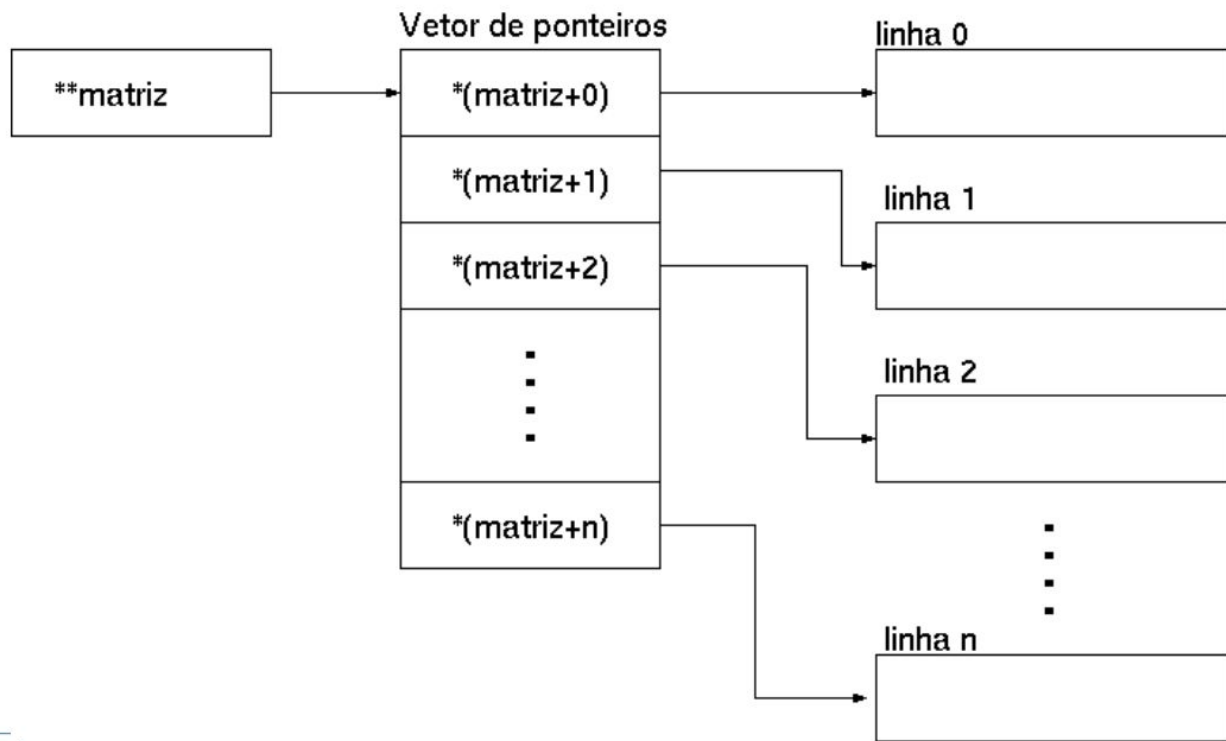 Vetor de ponteiros
linha 0
**matriz
*(matriz+0)
*(matriz+1)
linha 1
*(matriz+2)
linha 2
*(matriz+n)
linha n